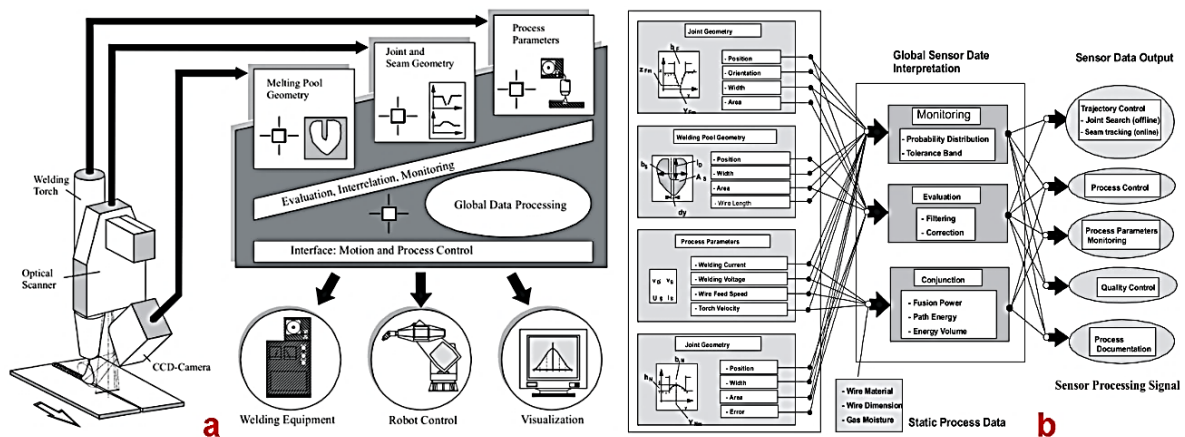 Process
Parameters
Joint and
Seam Geometry
Melting Pool
Geometry
Evaluation, Interrelation, Monitoring
Global Data Processing
Interface: Motion and Process Control
Welding
Torch
Optical
Scanner
CCD-Camera
Welding Equipment
Robot Control
Visualization
a
Joint Geometry
- Position
- Orientation
- Width
- Area
Welding Pool Geometry
- Position
- Width
- Area
- Wire Length
dy
Process Parameters
- Welding Current
- Welding Voltage
- Wire Feed Speed
- Torch Velocity
Joint Geometry
- Position
- Width
- Area
- Error
Global Sensor Date
Interpretation
Monitoring
- Probability Distribution
- Tolerance Band
Evaluation
- Filtering
- Correction
Conjunction
- Fusion Power
- Path Energy
- Energy Volume
- Wire Material
- Wire Dimension
- Gas Moisture
Static Process Data
Sensor Data Output
Trajectory Control
- Joint Search (offline)
- Seam tracking (online)
Process Control
Process Parameters
Monitoring
Quality Control
Process
Documentation
Sensor Processing Signal
b